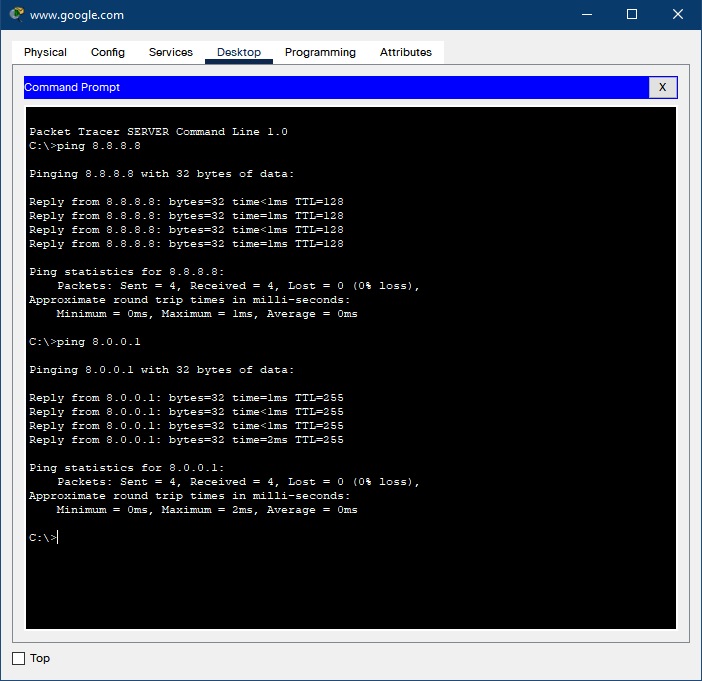 www.google.com
Physical Config Services Desktop Programming Attributes
Command Prompt X
Packet Tracer SERVER Command Line 1.0
C:\>ping 8.8.8.8
Pinging 8.8.8.8 with 32 bytes of data:
Reply from 8.8.8.8: bytes=32 time<1ms TTL=128
Reply from 8.8.8.8: bytes=32 time=1ms TTL=128
Reply from 8.8.8.8: bytes=32 time<1ms TTL=128
Reply from 8.8.8.8: bytes=32 time=1ms TTL=128
Ping statistics for 8.8.8.8:
Packets: Sent = 4, Received = 4, Lost = 0 (0% loss),
Approximate round trip times in milli-seconds:
Minimum = 0ms, Maximum = 1ms, Average = 0ms
C:\>ping 8.0.0.1
Pinging 8.0.0.1 with 32 bytes of data:
Reply from 8.0.0.1: bytes=32 time=1ms TTL=255
Reply from 8.0.0.1: bytes=32 time<1ms TTL=255
Reply from 8.0.0.1: bytes=32 time<1ms TTL=255
Reply from 8.0.0.1: bytes=32 time=2ms TTL=255
Ping statistics for 8.0.0.1:
Packets: Sent = 4, Received = 4, Lost = 0 (0% loss),
Approximate round trip times in milli-seconds:
Minimum = 0ms, Maximum = 2ms, Average = 0ms
C:\>
Top